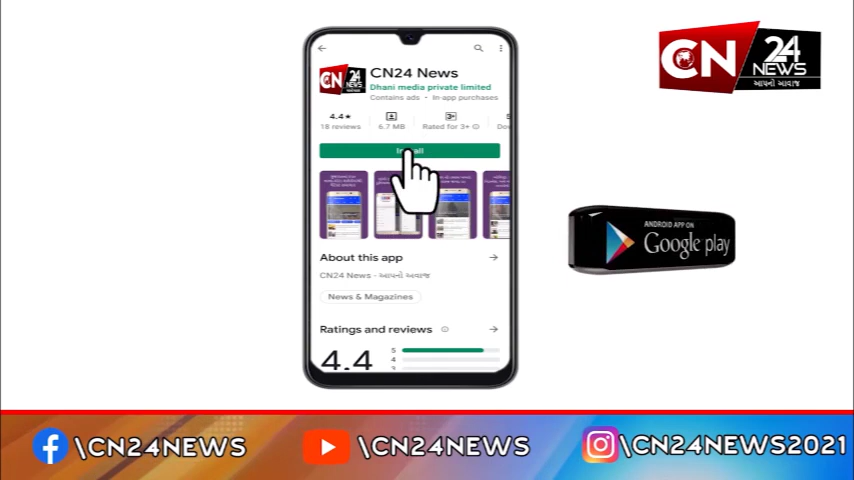 CN24 News
Dhani media private limited
Contains ads • In-app purchases
4.4★
18 reviews
6.7 MB
3+
Rated for 3+
About this app
CN24 News - આપનો અવાજ
News & Magazines
Ratings and reviews
4.4
5
4
3
CN
24
NEWS
આપનો અવાજ
ANDROID APP ON
Google play
\CN24NEWS
\CN24NEWS
\CN24NEWS2021